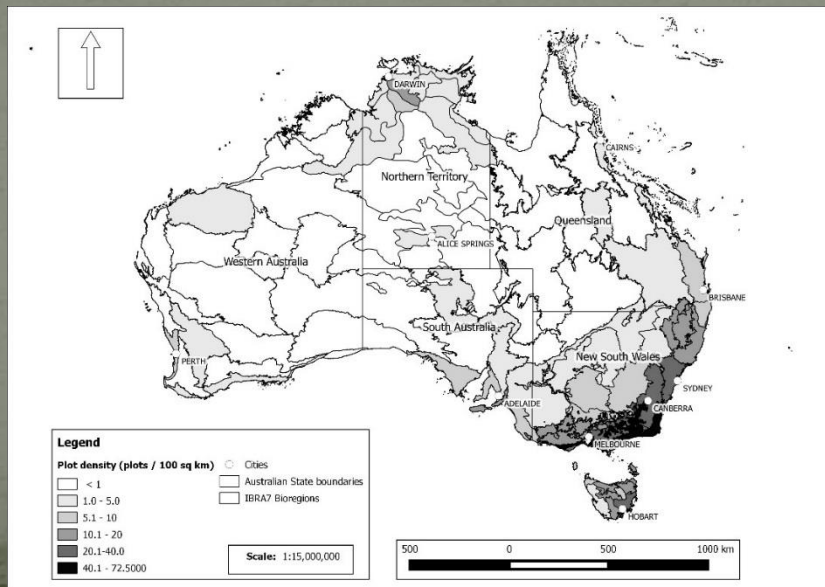 DARWIN
CAIRNS
Northern Territory
Queensland
ALICE SPRINGS
Western Australia
BRISBANE
South Australia
New South Wales
PERTH
SYDNEY
ADELAIDE
CANBERRA
MELBOURNE
HOBART
Legend
Plot density (plots / 100 sq km)
< 1
1.0 - 5.0
5.1 - 10
10.1 - 20
20.1-40.0
40.1 - 72.5000
Cities
Australian State boundaries
IBRA7 Bioregions
Scale: 1:15,000,000
500 0 500 1000 km